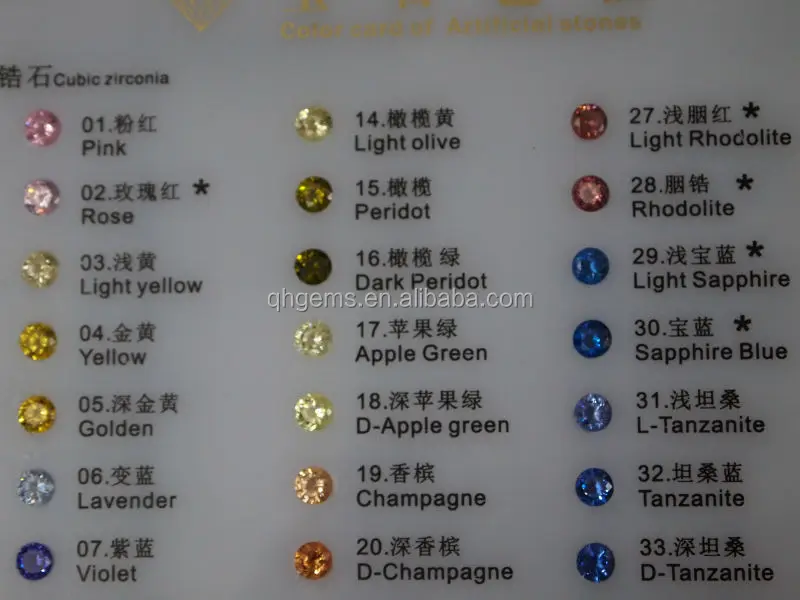 Color card of Artificial stones
锆石Cubic zirconia
01.粉红
Pink
02.玫瑰红 *
Rose
03.浅黄
Light yellow
04.金黄
Yellow
05.深金黄
Golden
06.变蓝
Lavender
07.紫蓝
Violet
14.橄榄黄
Light olive
15.橄榄
Peridot
16.橄榄 绿
Dark Peridot
17.苹果绿
Apple Green
18.深苹果绿
D-Apple green
19.香槟
Champagne
20.深香槟
D-Champagne
27.浅胭红 *
Light Rhodolite
28.胭锆 *
Rhodolite
29.浅宝蓝 *
Light Sapphire
30.宝蓝 *
Sapphire Blue
31.浅坦桑
L-Tanzanite
32.坦桑蓝
Tanzanite
33.深坦桑
D-Tanzanite
qhgems.en.alibaba.com